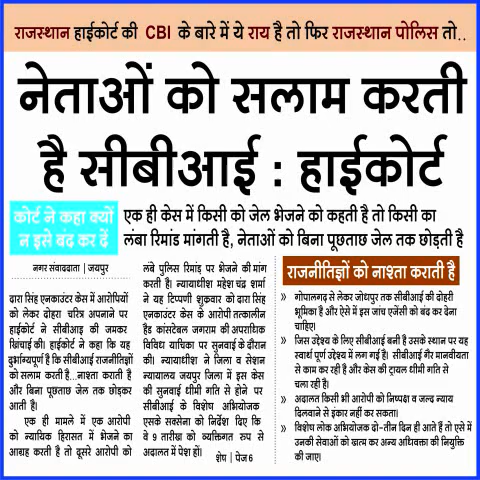 राजस्थान हाईकोर्ट की CBI के बारे में ये राय है तो फिर राजस्थान पोलिस तो..
नेताओं को सलाम करती
है सीबीआई : हाईकोर्ट
कोर्ट ने कहा क्यों
न इसे बंद कर दें
एक ही केस में किसी को जेल भेजने को कहती है तो किसी का
लंबा रिमांड मांगती है, नेताओं को बिना पूछताछ जेल तक छोड़ती है
नगर संवाददाता | जयपुर
दारा सिंह एनकाउंटर केस में आरोपियों
को लेकर दोहरा चरित्र अपनाने पर
हाईकोर्ट ने सीबीआई की जमकर
खिंचाई की। हाईकोर्ट ने कहा कि यह
दुर्भाग्यपूर्ण है कि सीबीआई राजनीतिज्ञों
को सलाम करती है...नाश्ता कराती है
और बिना पूछताछ जेल तक छोड़कर
आती है।
एक ही मामले में एक आरोपी
को न्यायिक हिरासत में भेजने का
आग्रह करती है तो दूसरे आरोपी को
लंबे पुलिस रिमांड पर भेजने की मांग
करती है। न्यायाधीश महेश चंद्र शर्मा
ने यह टिप्पणी शुक्रवार को दारा सिंह
एनकाउंटर केस के आरोपी तत्कालीन
हैड कांस्टेबल जगराम की अपराधिक
विविध याचिका पर सुनवाई के दौरान
की। न्यायाधीश ने जिला व सेशन
न्यायालय जयपुर जिला में इस केस
की सुनवाई धीमी गति से होने पर
सीबीआई के विशेष अभियोजक
एसके सक्सेना को निर्देश दिए कि
वे 9 तारीख को व्यक्तिगत रुप से
अदालत में पेश हों।
शेष | पेज 6
राजनीतिज्ञों को नाश्ता कराती है
» गोपालगढ़ से लेकर जोधपुर तक सीबीआई की दोहरी
भूमिका है और ऐसे में इस जांच एजेंसी को बंद कर देना
चाहिए।
» जिस उद्देश्य के लिए सीबीआई बनी है उसके स्थान पर यह
स्वार्थ पूर्ण उद्देश्य में लग गई है। सीबीआई गैर मानवीयता
से काम कर रही है और केस की ट्रायल धीमी गति से
चला रही है।
» अदालत किसी भी आरोपी को निष्पक्ष व जल्द न्याय
दिलवाने से इंकार नहीं कर सकता।
» विशेष लोक अभियोजक दो-तीन दिन ही आते हैं तो ऐसे में
उनकी सेवाओं को खत्म कर अन्य अधिवक्ता की नियुक्ति
की जाए।